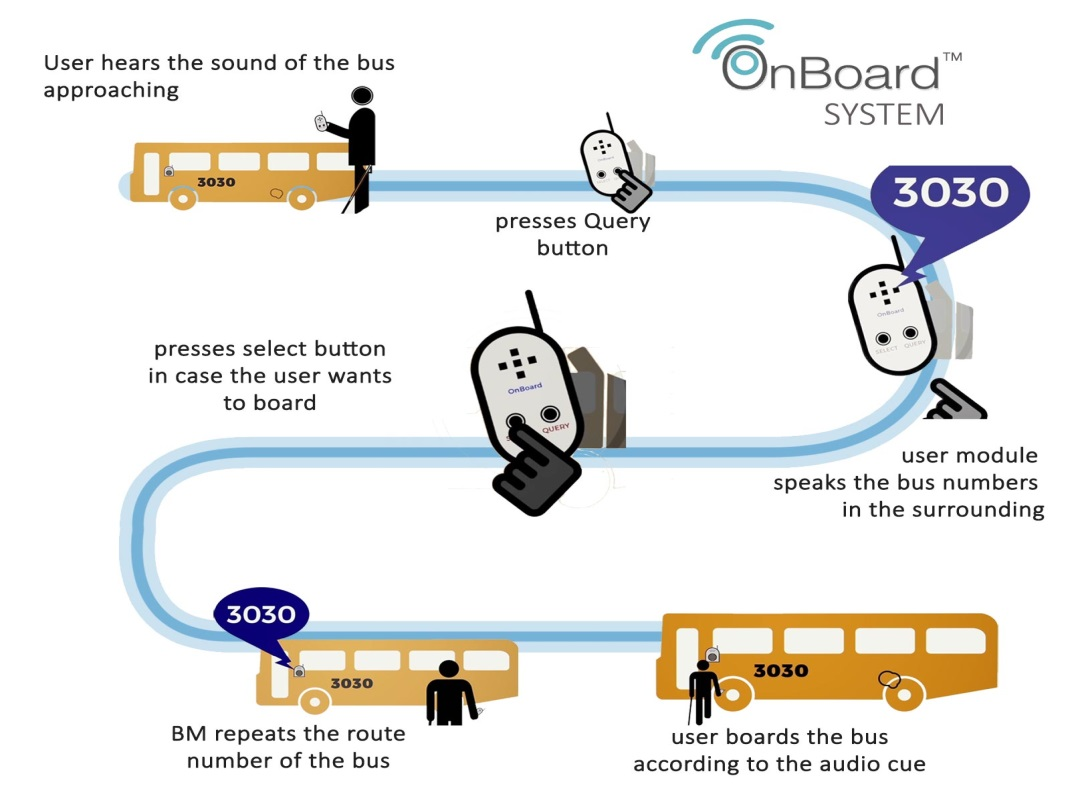 User hears the sound of the bus
approaching
OnBoard™
SYSTEM
3030
presses Query
button
3030
OnBoard
SELECT QUERY
presses select button
in case the user wants
to board
OnBoard
QUERY
user module
speaks the bus numbers
in the surrounding
3030
3030
BM repeats the route
number of the bus
3030
user boards the bus
according to the audio cue